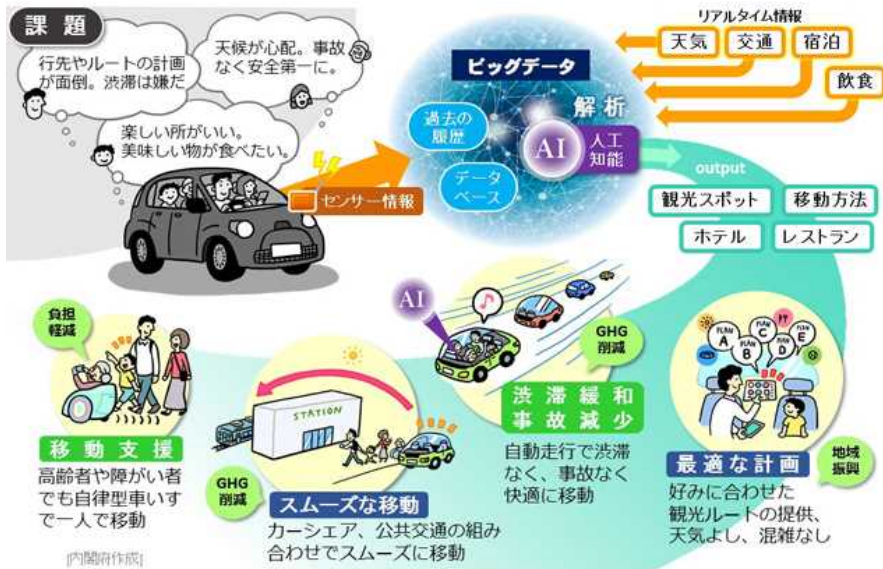 課題
行先やルートの計画
が面倒。渋滞は嫌だ
天候が心配。事故
なく安全第一に。
楽しい所がいい。
美味しい物が食べたい。
センサー情報
ビッグデータ
過去の
履歴
データ
ベース
解析
AI
人工
知能
リアルタイム情報
天気
交通
宿泊
飲食
output
観光スポット
移動方法
ホテル
レストラン
負担
軽減
移動支援
高齢者や障がい者
でも自律型車いす
で一人で移動
STATION
GHG
削減
スムーズな移動
カーシェア、公共交通の組み
合わせでスムーズに移動
AI
GHG
削減
渋滞緩和
事故減少
自動走行で渋滞
なく、事故なく
快適に移動
PLAN
A
PLAN
B
PLAN
C
PLAN
D
PLAN
E
最適な計画
地域
振興
好みに合わせた
観光ルートの提供、
天気よし、混雑なし
[内閣府作成]